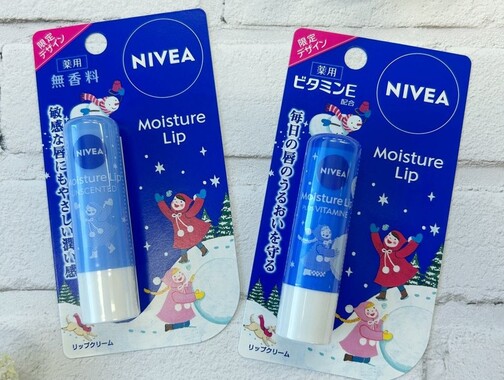 限定
デザイン
薬用
無香料
NIVEA
Moisture
Lip
敏感な唇にもやさしい潤い感
NIVEA
Moisture Lip
UNSCENTED
リップクリーム
限定
デザイン
薬用
ビタミンE
配合
NIVEA
Moisture
Lip
毎日の唇のうるおいを守る
NIVEA
Moisture Lip
VITAMIN E
リップクリーム